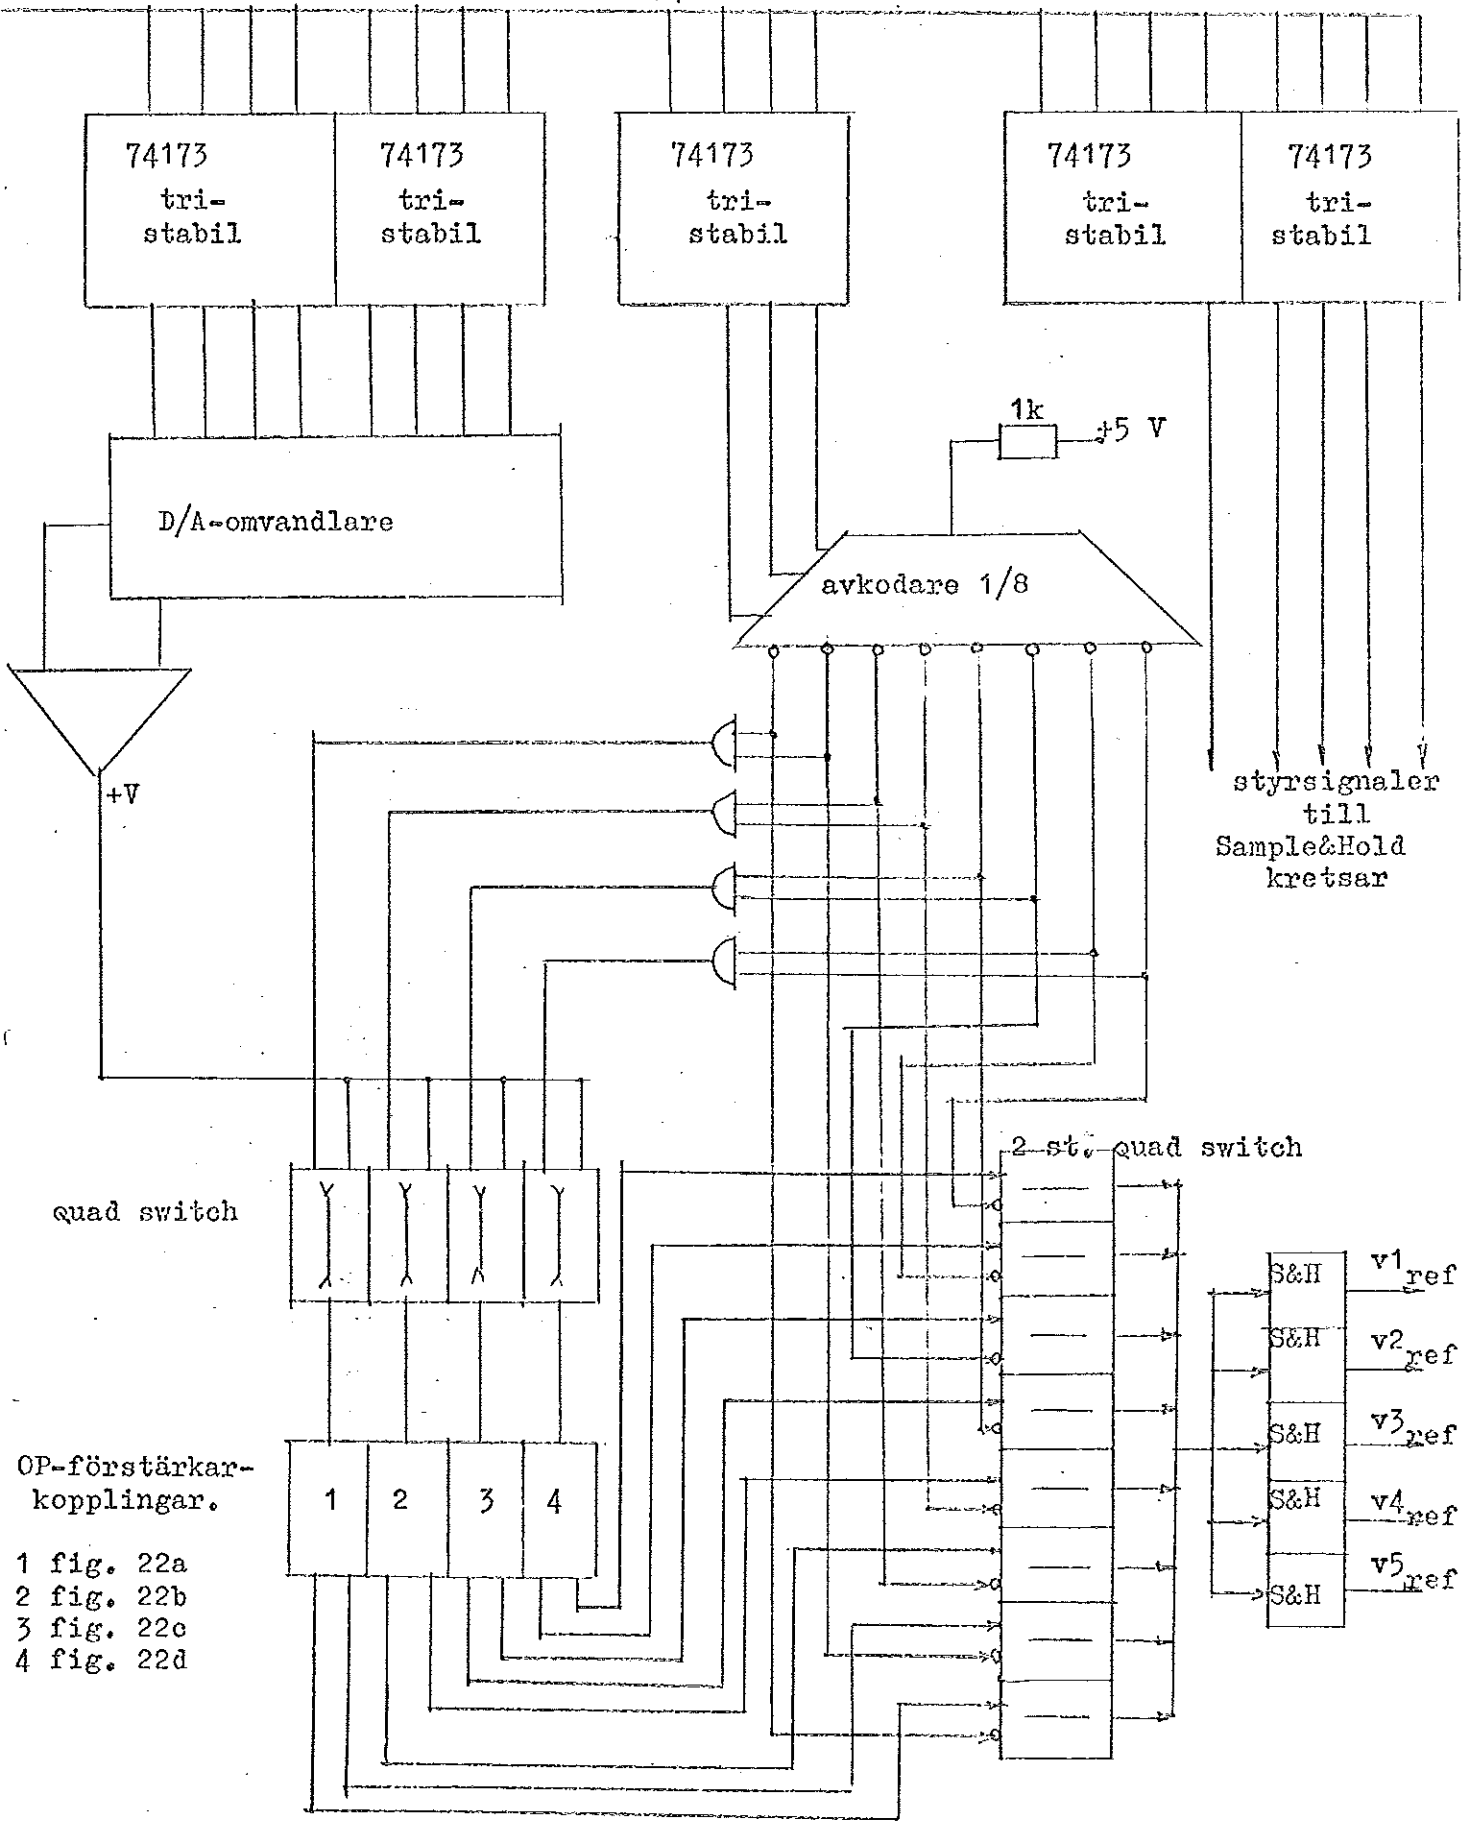 74173
tri-
stabil
74173
tri-
stabil
74173
tri-
stabil
74173
tri-
stabil
74173
tri-
stabil
1k
+5 V
D/A-omvandlare
avkodare 1/8
+V
styrsignaler
till
Sample&Hold
kretsar
2 st. quad switch
quad switch
S&H
v1ref
S&H
v2ref
S&H
v3ref
S&H
v4ref
S&H
v5ref
OP-förstärkar-
kopplingar.
1
2
3
4
1 fig. 22a
2 fig. 22b
3 fig. 22c
4 fig. 22d